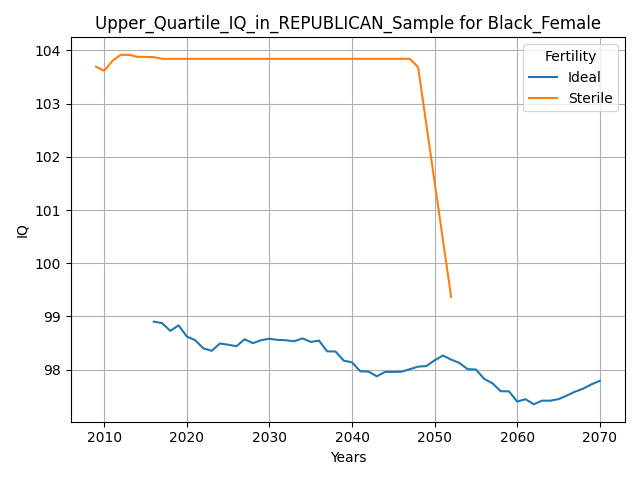 Upper_Quartile_IQ_in_REPUBLICAN_Sample for Black_Female
104
103
102
101
100
99
98
IQ
Fertility
Ideal
Sterile
2010 2020 2030 2040 2050 2060 2070
Years